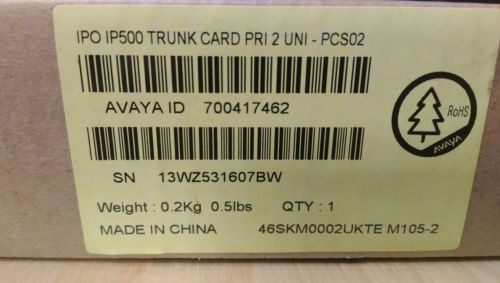 IPO IP500 TRUNK CARD PRI 2 UNI - PCS02
AVAYA ID 700417462
RoHS
AVAYA
SN 13WZ531607BW
Weight : 0.2Kg 0.5lbs QTY : 1
MADE IN CHINA 46SKM0002UKTE M105-2